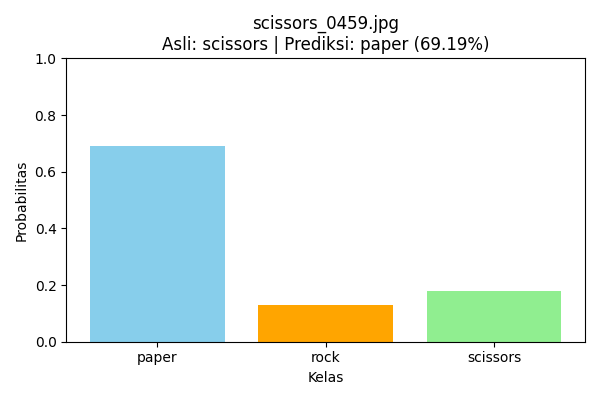 scissors_0459.jpg
Asli: scissors | Prediksi: paper (69.19%)
1.0
0.8
0.6
0.4
0.2
0.0
Probabilitas
paper rock scissors
Kelas